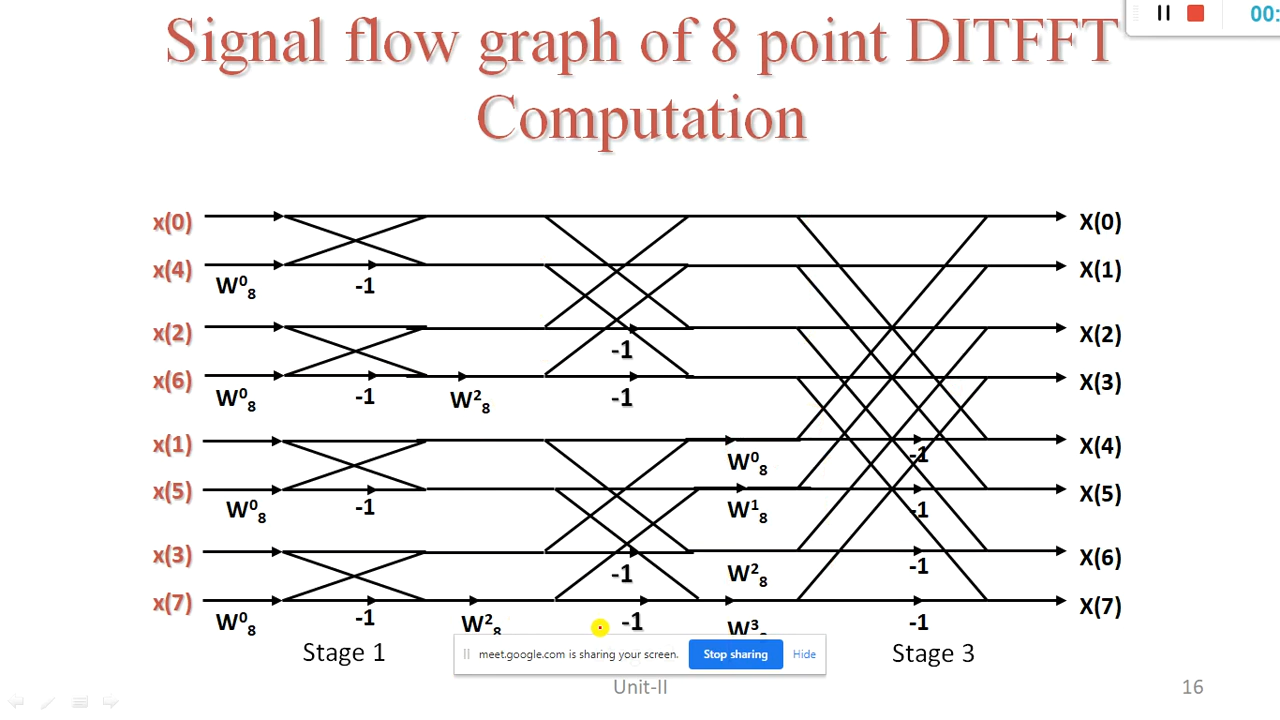 00:
Signal flow graph of 8 point DITFFT
Computation
x(0) X(0)
x(4) X(1)
W⁰₈ -1
x(2) X(2)
-1
x(6) X(3)
W⁰₈ -1 W²₈ -1
x(1) X(4)
W⁰₈ -1
x(5) X(5)
W⁰₈ -1 W¹₈ -1
x(3) X(6)
-1 W²₈ -1
x(7) X(7)
W⁰₈ -1 W²₈ -1 W³₈ -1
Stage 1 Stage 3
meet.google.com is sharing your screen. Stop sharing Hide
Unit-II 16